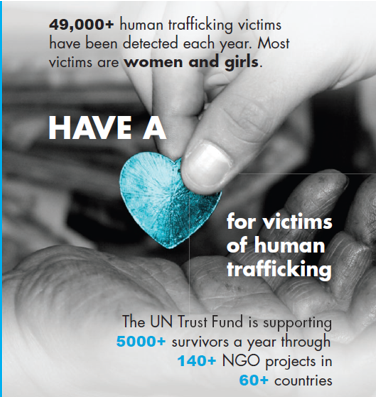 49,000+ human trafficking victims
have been detected each year. Most
victims are women and girls.
HAVE A
for victims
of human
trafficking
The UN Trust Fund is supporting
5000+ survivors a year through
140+ NGO projects in
60+ countries